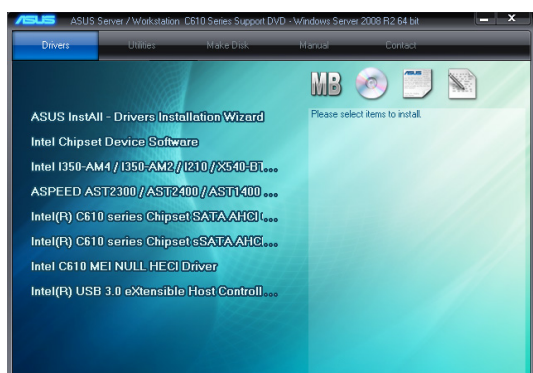 ASUS ASUS Server / Workstation C610 Series Support DVD - Windows Server 2008 R2 64 bit
Drivers Utilities Make Disk Manual Contact
MB
ASUS InstAll - Drivers Installation Wizard
Please select items to install.
Intel Chipset Device Software
Intel I350-AM4 / I350-AM2 / I210 / X540-BT...
ASPEED AST2300 / AST2400 / AST1400 ...
Intel(R) C610 series Chipset SATA AHCI (...
Intel(R) C610 series Chipset sSATA AHCI...
Intel C610 MEI NULL HECI Driver
Intel(R) USB 3.0 eXtensible Host Controll...